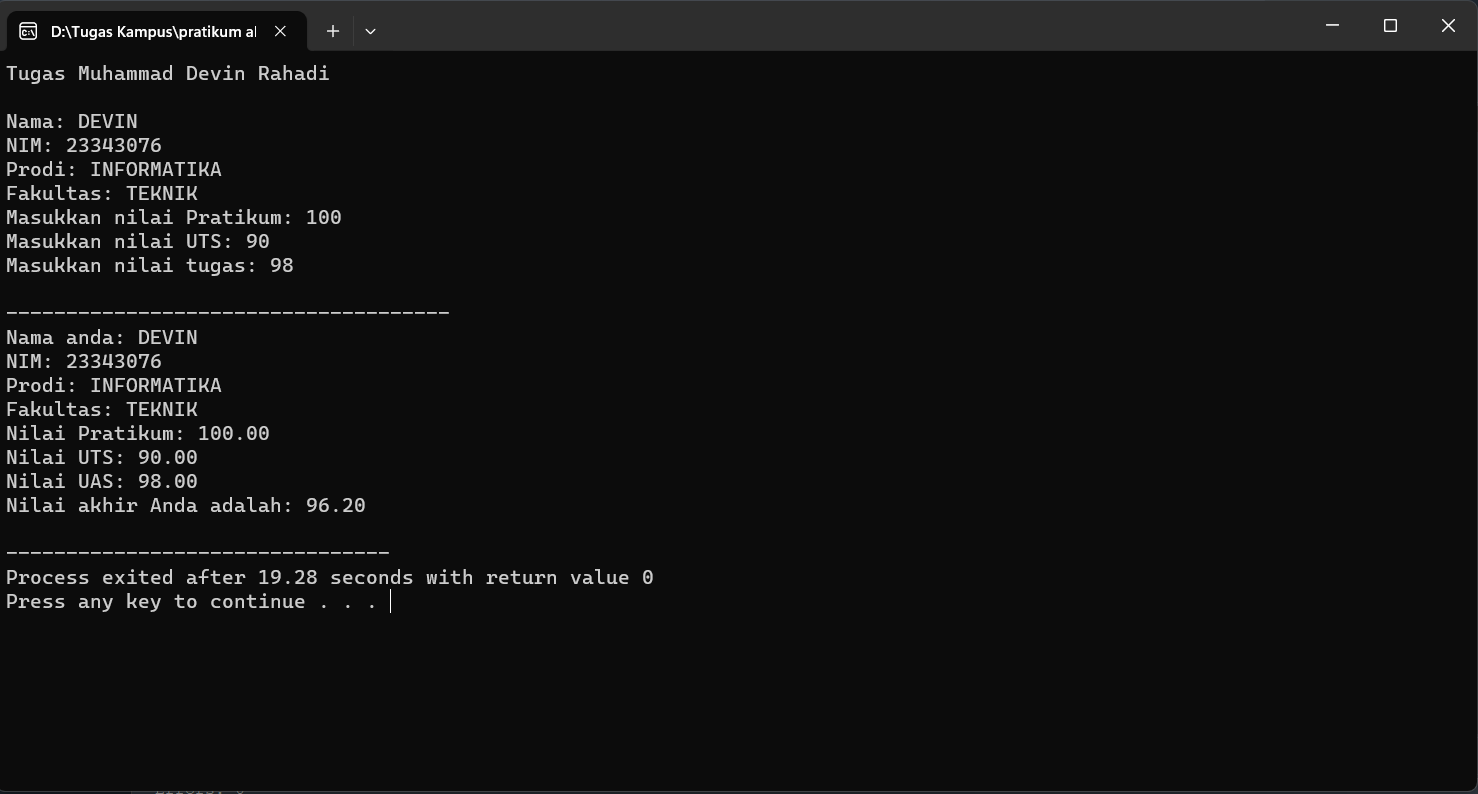 D:\Tugas Kampus\pratikum al
Tugas Muhammad Devin Rahadi
Nama: DEVIN
NIM: 23343076
Prodi: INFORMATIKA
Fakultas: TEKNIK
Masukkan nilai Pratikum: 100
Masukkan nilai UTS: 90
Masukkan nilai tugas: 98
-------------------------------------
Nama anda: DEVIN
NIM: 23343076
Prodi: INFORMATIKA
Fakultas: TEKNIK
Nilai Pratikum: 100.00
Nilai UTS: 90.00
Nilai UAS: 98.00
Nilai akhir Anda adalah: 96.20
--------------------------------
Process exited after 19.28 seconds with return value 0
Press any key to continue . . .